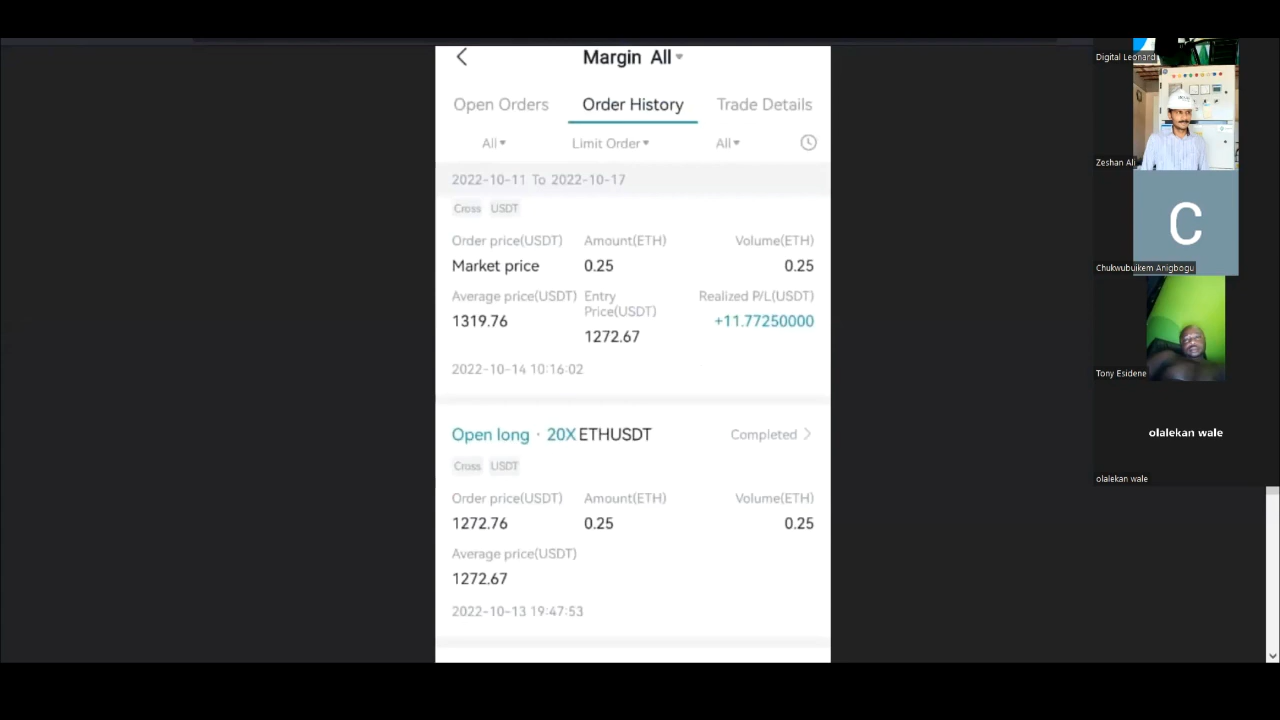 Margin All
Open Orders Order History Trade Details
All Limit Order All
2022-10-11 To 2022-10-17
Cross USDT
Order price(USDT) Amount(ETH) Volume(ETH)
Market price 0.25 0.25
Average price(USDT) Entry Price(USDT) Realized P/L(USDT)
1319.76 1272.67 +11.77250000
2022-10-14 10:16:02
Open long · 20X ETHUSDT Completed
Cross USDT
Order price(USDT) Amount(ETH) Volume(ETH)
1272.76 0.25 0.25
Average price(USDT)
1272.67
2022-10-13 19:47:53
Digital Leonard
Zeshan Ali
C
Chukwubuikem Anigbogu
Tony Esidene
olalekan wale
olalekan wale